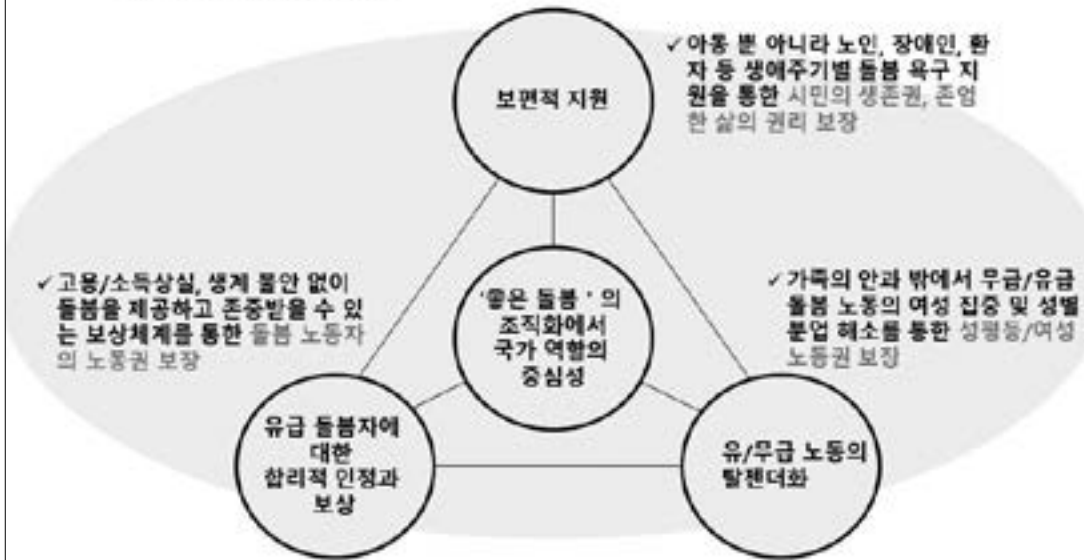 보편적 지원
✓ 아동 뿐 아니라 노인, 장애인, 환
자 등 생애주기별 돌봄 욕구 지
원을 통한 시민의 생존권, 존엄
한 삶의 권리 보장
✓ 고용/소득상실, 생계 불안 없이
돌봄을 제공하고 존중받을 수 있
는 보상체계를 통한 돌봄 노동자
의 노동권 보장
‘좋은 돌봄 ’ 의
조직화에서
국가 역할의
중심성
✓ 가족의 안과 밖에서 무급/유급
돌봄 노동의 여성 집중 및 성별
분업 해소를 통한 성평등/여성
노동권 보장
유급 돌봄자에
대한
합리적 인정과
보상
유/무급 노동의
탈젠더화